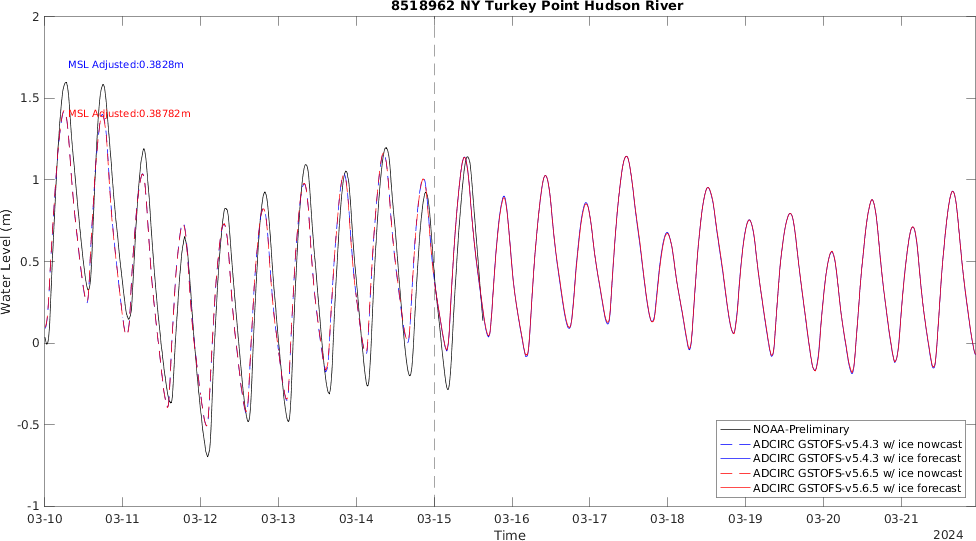 8518962 NY Turkey Point Hudson River
2
1.5
1
0.5
0
-0.5
-1
Water Level (m)
MSL Adjusted:0.3828m
MSL Adjusted:0.38782m
NOAA-Preliminary
ADCIRC GSTOFS-v5.4.3 w/ ice nowcast
ADCIRC GSTOFS-v5.4.3 w/ ice forecast
ADCIRC GSTOFS-v5.6.5 w/ ice nowcast
ADCIRC GSTOFS-v5.6.5 w/ ice forecast
03-10 03-11 03-12 03-13 03-14 03-15 03-16 03-17 03-18 03-19 03-20 03-21
Time
2024